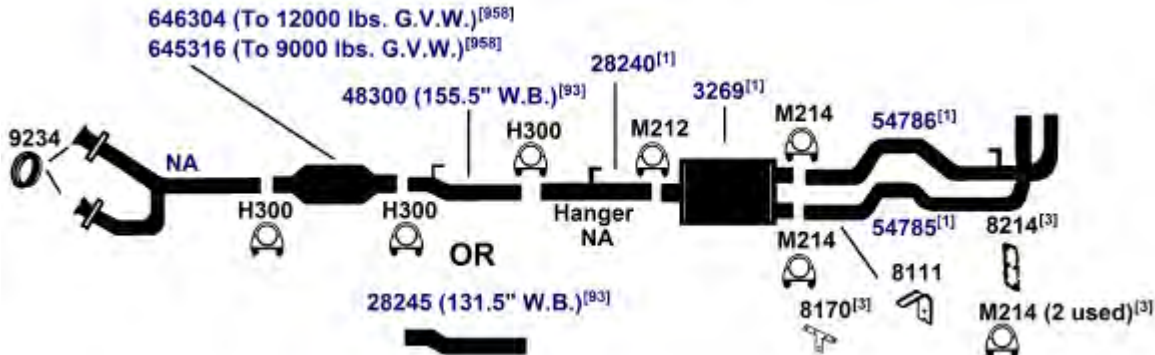 646304 (To 12000 lbs. G.V.W.)[958]
645316 (To 9000 lbs. G.V.W.)[958]
28240[1]
48300 (155.5" W.B.)[93]
3269[1]
M214
9234
H300
M212
54786[1]
NA
H300
H300
Hanger
NA
OR
M214
54785[1]
8214[3]
8111
28245 (131.5" W.B.)[93]
8170[3]
M214 (2 used)[3]